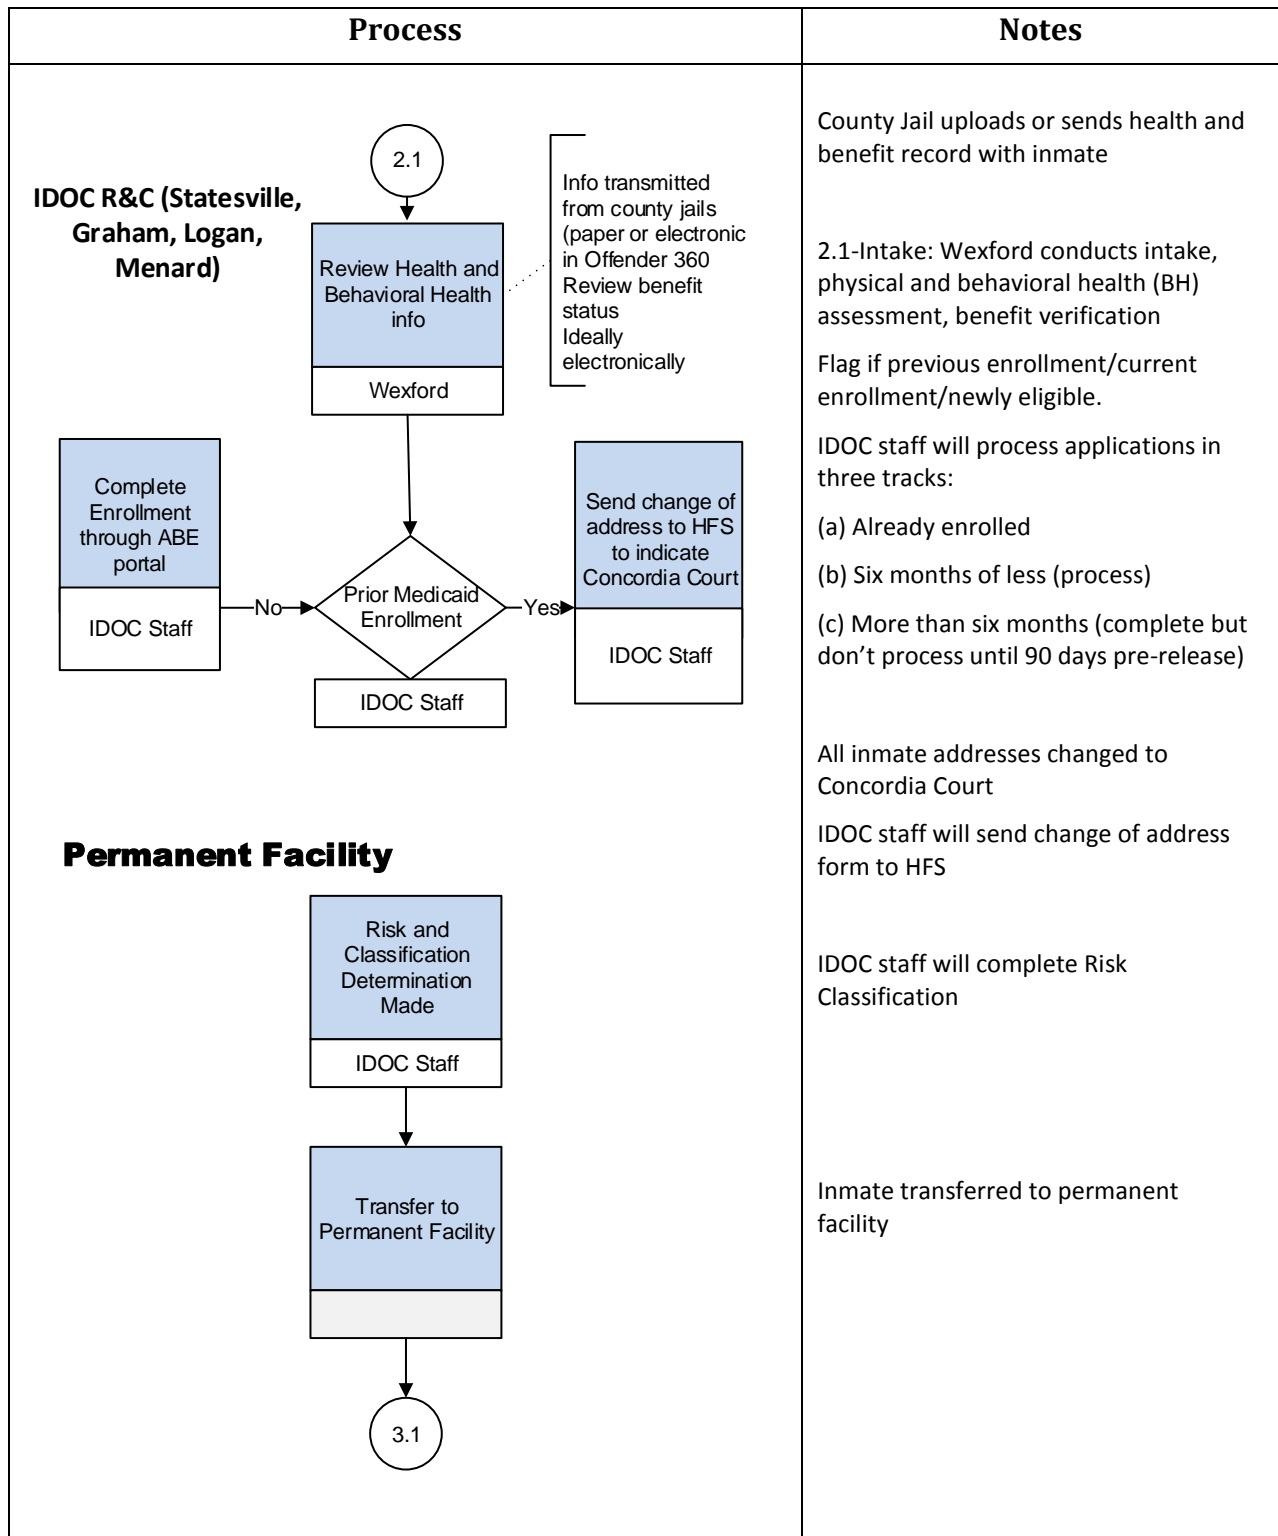 Process
Notes
2.1
IDOC R&C (Statesville,
Graham, Logan,
Menard)
Review Health and
Behavioral Health
info
Wexford
Info transmitted
from county jails
(paper or electronic
in Offender 360
Review benefit
status
Ideally
electronically
Complete
Enrollment
through ABE
portal
IDOC Staff
No
Prior Medicaid
Enrollment
IDOC Staff
Yes
Send change of
address to HFS
to indicate
Concordia Court
IDOC Staff
Permanent Facility
Risk and
Classification
Determination
Made
IDOC Staff
Transfer to
Permanent Facility
3.1
County Jail uploads or sends health and
benefit record with inmate
2.1-Intake: Wexford conducts intake,
physical and behavioral health (BH)
assessment, benefit verification
Flag if previous enrollment/current
enrollment/newly eligible.
IDOC staff will process applications in
three tracks:
(a) Already enrolled
(b) Six months of less (process)
(c) More than six months (complete but
don’t process until 90 days pre-release)
All inmate addresses changed to
Concordia Court
IDOC staff will send change of address
form to HFS
IDOC staff will complete Risk
Classification
Inmate transferred to permanent
facility